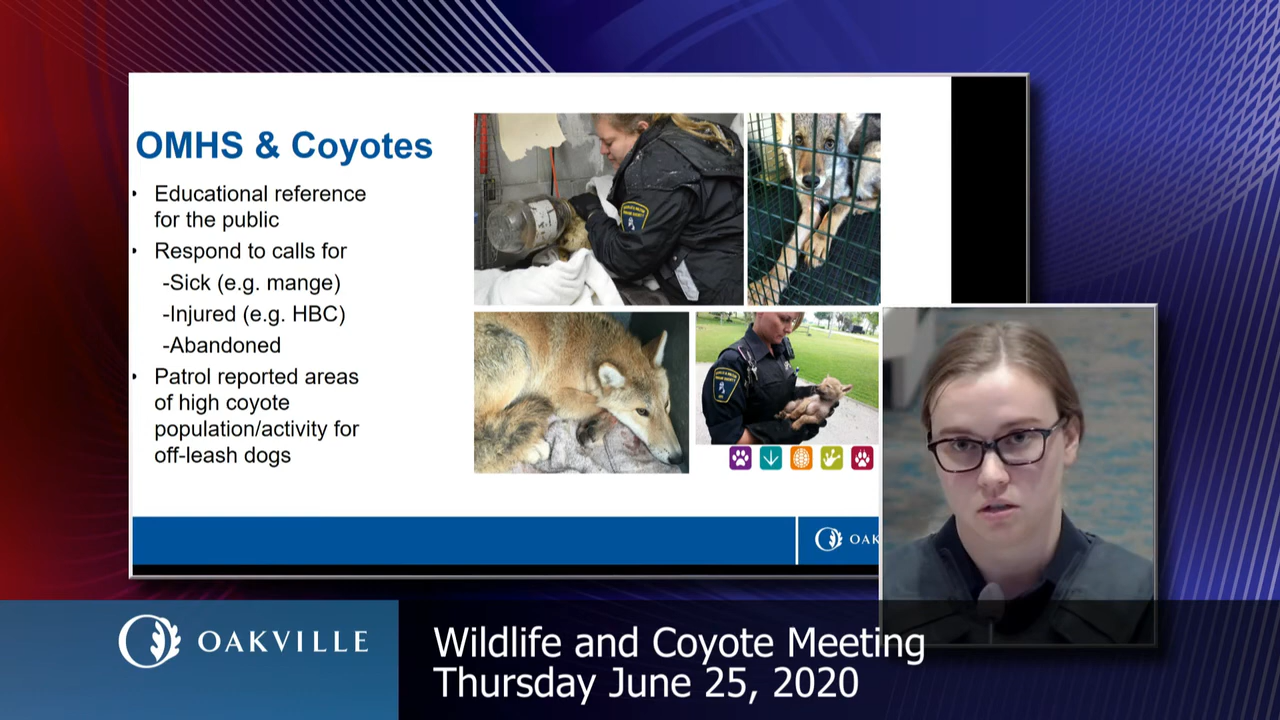 OMHS & Coyotes
• Educational reference
for the public
• Respond to calls for
-Sick (e.g. mange)
-Injured (e.g. HBC)
-Abandoned
• Patrol reported areas
of high coyote
population/activity for
off-leash dogs
OAK
OAKVILLE
Wildlife and Coyote Meeting
Thursday June 25, 2020